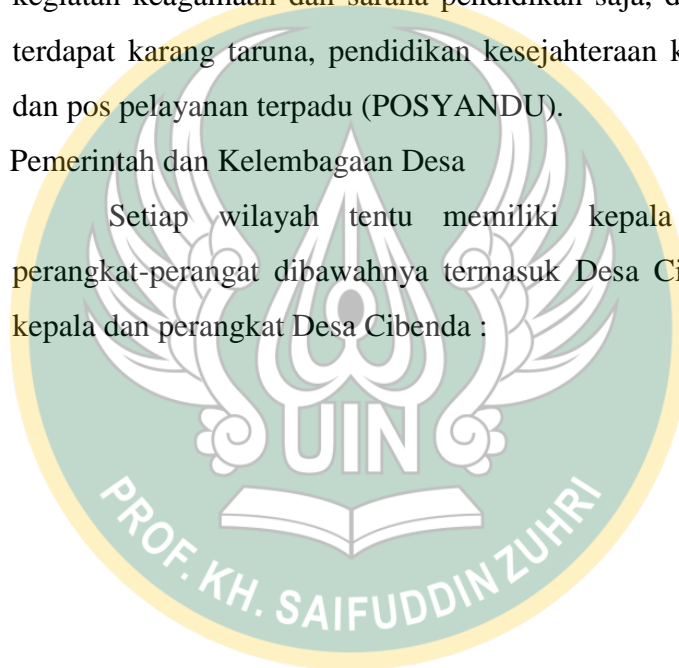 kegiatan keagamaan dan sarana pendidikan saja, d
terdapat karang taruna, pendidikan kesejahteraan k
dan pos pelayanan terpadu (POSYANDU).
Pemerintah dan Kelembagaan Desa
Setiap wilayah tentu memiliki kepala
perangkat-perangat dibawahnya termasuk Desa Ci
kepala dan perangkat Desa Cibenda :
UIN
PROF. KH. SAIFUDDIN ZUHRI